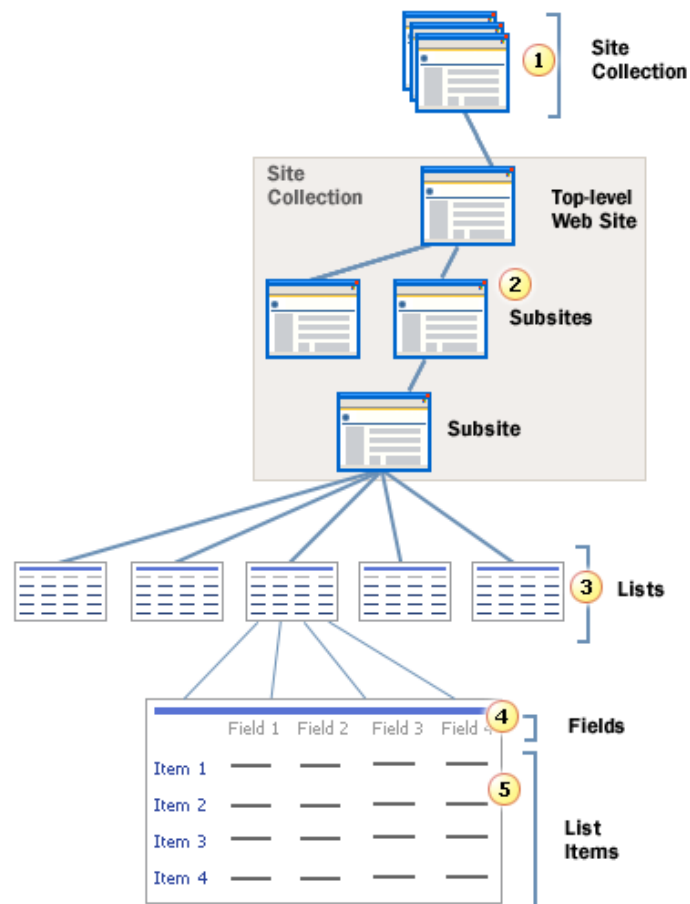 1
Site
Collection
Site
Collection
Top-level
Web Site
2
Subsites
Subsite
3
Lists
4
Field 1 Field 2 Field 3 Field 4
Fields
5
Item 1
Item 2
Item 3
Item 4
List
Items